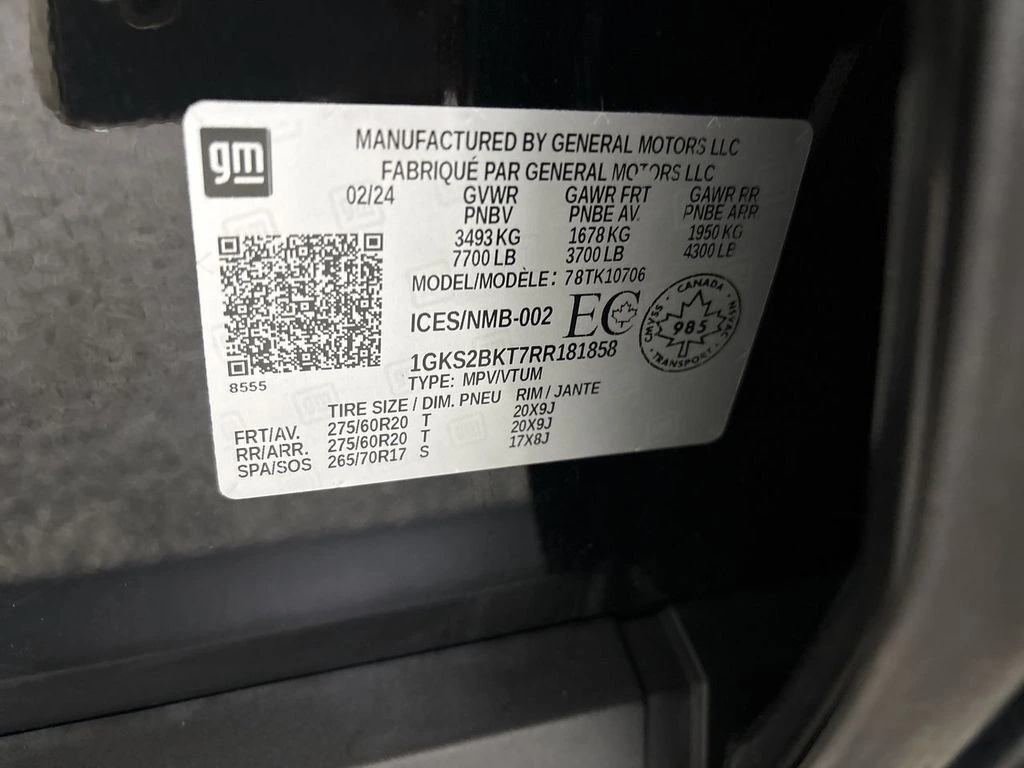 gm
MANUFACTURED BY GENERAL MOTORS LLC
FABRIQUÉ PAR GENERAL MOTORS LLC
02/24 GVWR GAWR FRT GAWR RR
PNBV PNBE AV. PNBE ARR
3493 KG 1678 KG 1950 KG
7700 LB 3700 LB 4300 LB
MODEL/MODÈLE: 78TK10706
ICES/NMB-002 EC
CANADA
CMVSS 985 NSVAC
TRANSPORT
1GKS2BKT7RR181858
TYPE: MPV/VTUM
8555
TIRE SIZE / DIM. PNEU RIM / JANTE
FRT/AV. 275/60R20 T 20X9J
RR/ARR. 275/60R20 T 20X9J
SPA/SOS 265/70R17 S 17X8J